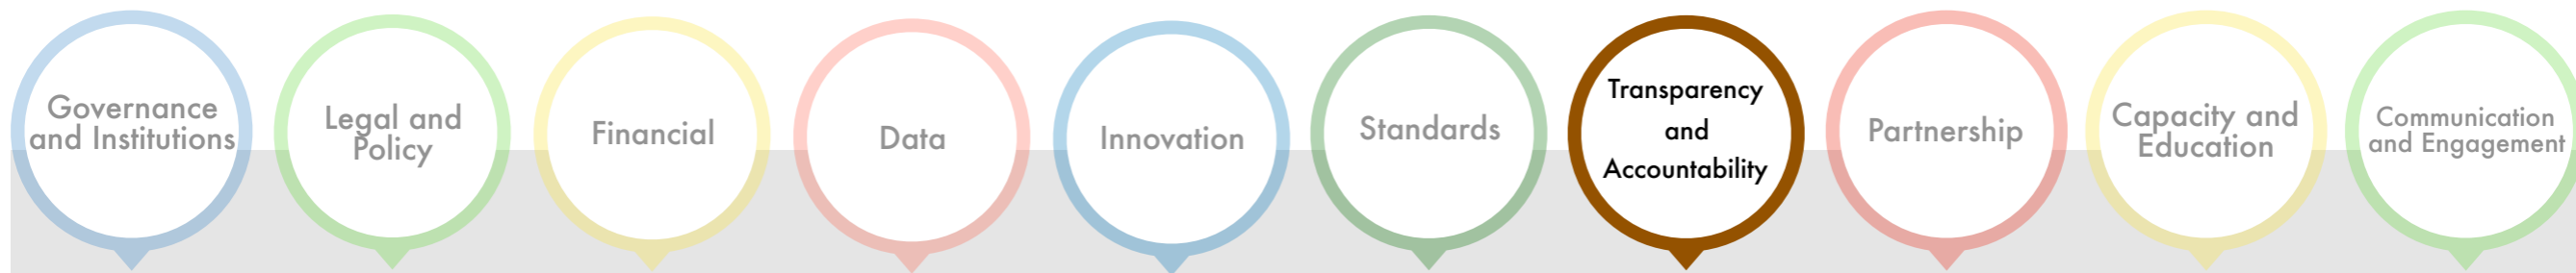 Governance
and Institutions
Legal and
Policy
Financial
Data
Innovation
Standards
Transparency
and
Accountability
Partnership
Capacity and
Education
Communication
and Engagement